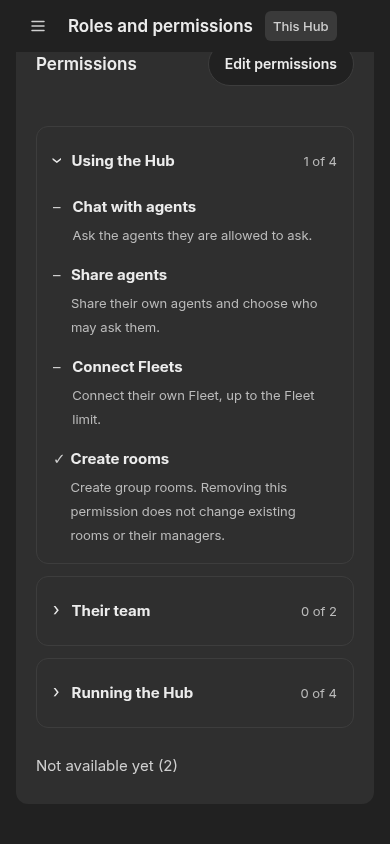 Roles and permissions
This Hub
Permissions
Edit permissions
Using the Hub
1 of 4
– Chat with agents
Ask the agents they are allowed to ask.
– Share agents
Share their own agents and choose who
may ask them.
– Connect Fleets
Connect their own Fleet, up to the Fleet
limit.
✓ Create rooms
Create group rooms. Removing this
permission does not change existing
rooms or their managers.
Their team
0 of 2
Running the Hub
0 of 4
Not available yet (2)